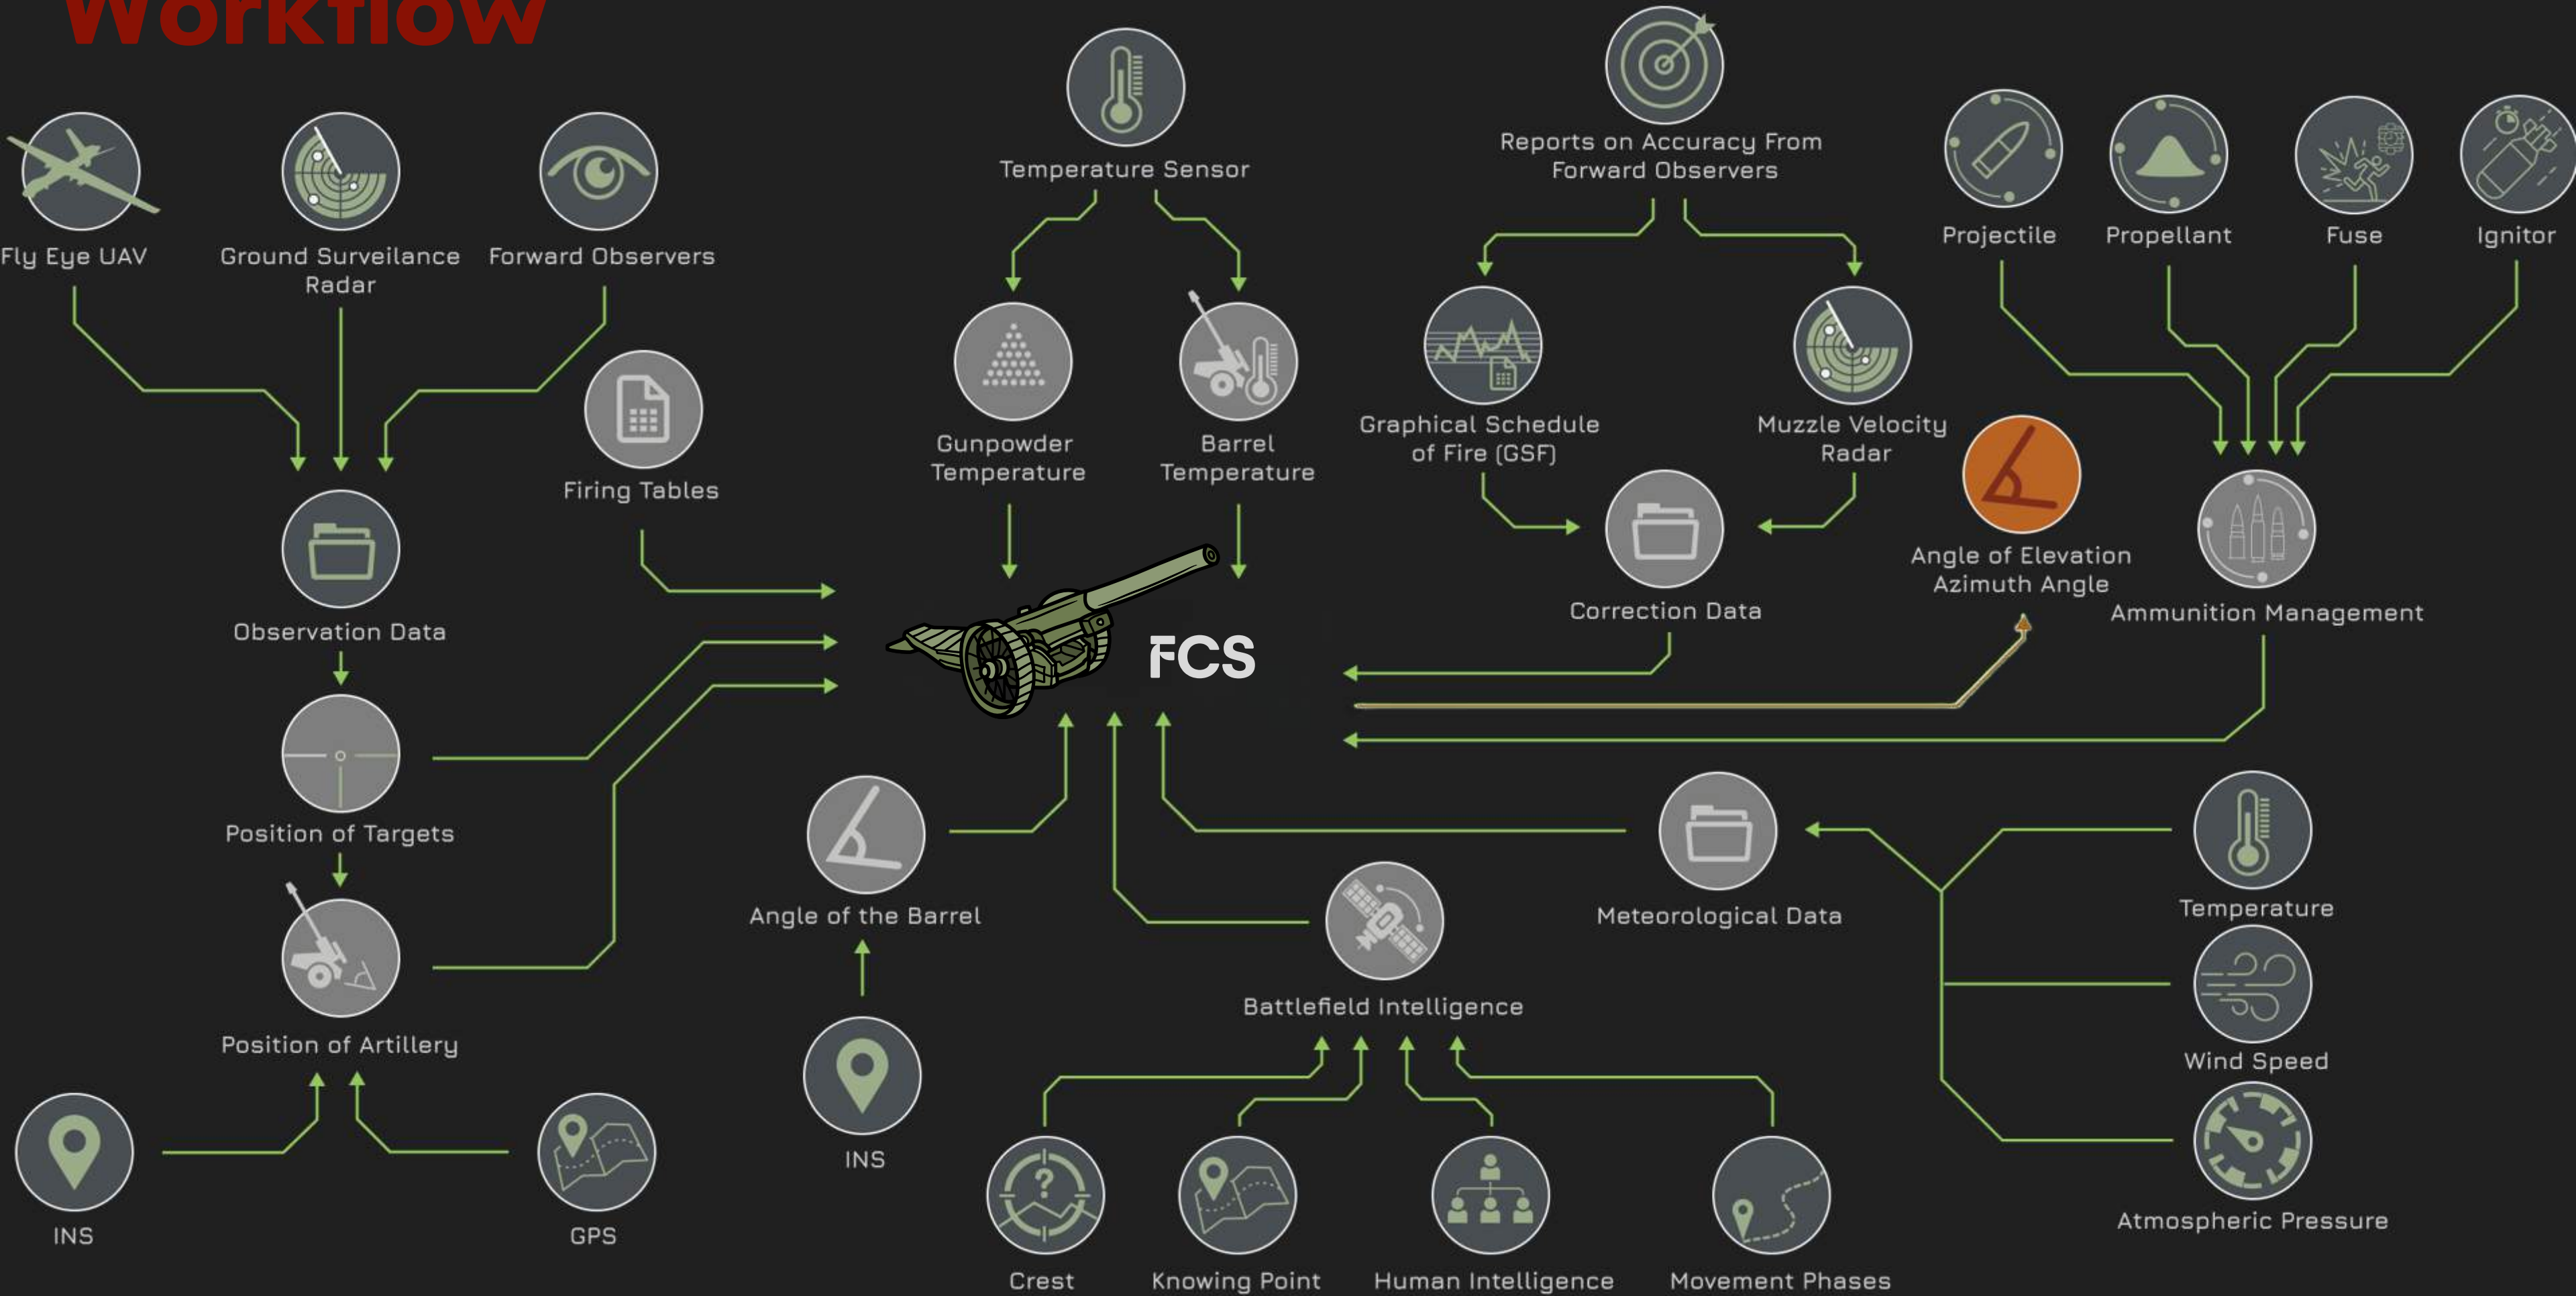 Workflow
Temperature Sensor
Reports on Accuracy From
Forward Observers
Projectile
Propellant
Fuse
Ignitor
Fly Eye UAV
Ground Surveilance
Radar
Forward Observers
Firing Tables
Gunpowder
Temperature
Barrel
Temperature
Graphical Schedule
of Fire (GSF)
Muzzle Velocity
Radar
Angle of Elevation
Azimuth Angle
Observation Data
Correction Data
Ammunition Management
FCS
Position of Targets
Angle of the Barrel
Meteorological Data
Temperature
Battlefield Intelligence
Position of Artillery
Wind Speed
INS
INS
GPS
Atmospheric Pressure
Crest
Knowing Point
Human Intelligence
Movement Phases